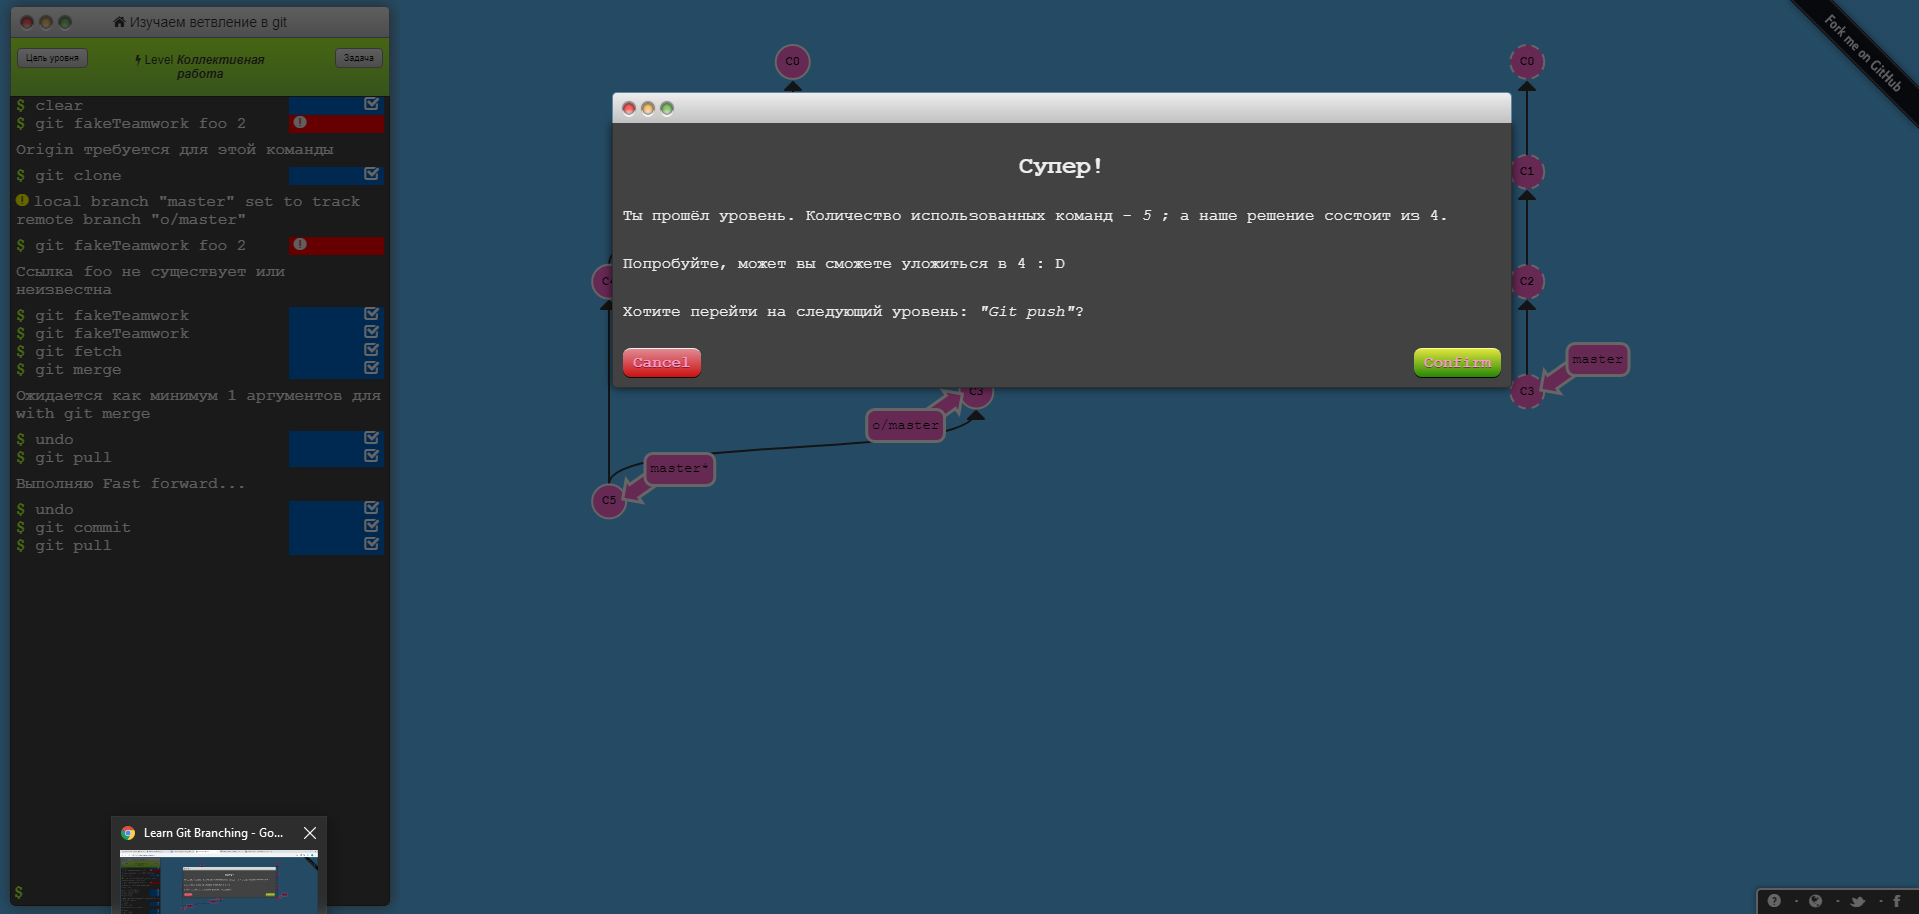 Изучаем ветвление в git
Цель уровня
Level Коллективная
работа
Задача
$ clear
$ git fakeTeamwork foo 2
Origin требуется для этой команды
$ git clone
local branch "master" set to track
remote branch "o/master"
$ git fakeTeamwork foo 2
Ссылка foo не существует или
неизвестна
$ git fakeTeamwork
$ git fakeTeamwork
$ git fetch
$ git merge
Ожидается как минимум 1 аргументов для
with git merge
$ undo
$ git pull
Выполняю Fast forward...
$ undo
$ git commit
$ git pull
$
Learn Git Branching - Go...
C0
Супер!
Ты прошёл уровень. Количество использованных команд - 5 ; а наше решение состоит из 4.
Попробуйте, может вы сможете уложиться в 4 : D
Хотите перейти на следующий уровень: "Git push"?
Cancel
Confirm
C3
o/master
master*
C5
C0
C1
C2
master
C3
Fork me on GitHub